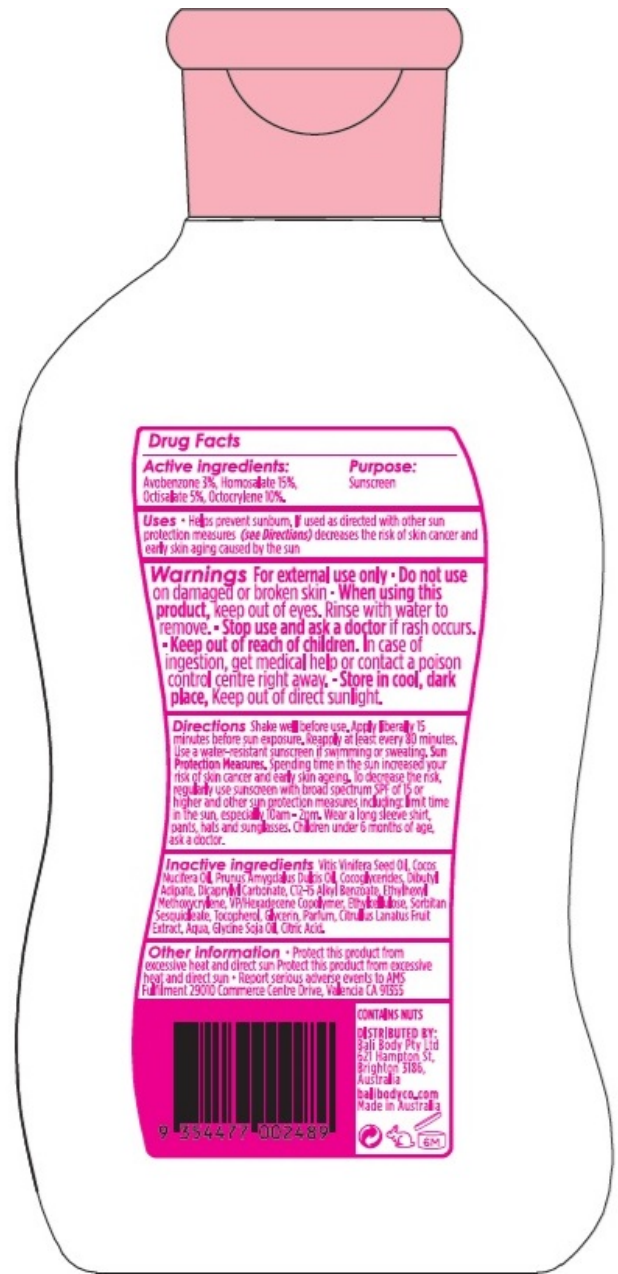 Drug Facts
Active ingredients: Purpose:
Avobenzone 3%, Homosalate 15%, Sunscreen
Octisalate 5%, Octocrylene 10%.
Uses • Helps prevent sunburn, If used as directed with other sun
protection measures (see Directions) decreases the risk of skin cancer and
early skin aging caused by the sun
Warnings For external use only • Do not use
on damaged or broken skin • When using this
product, keep out of eyes. Rinse with water to
remove. • Stop use and ask a doctor if rash occurs.
• Keep out of reach of children. In case of
ingestion, get medical help or contact a poison
control centre right away. • Store in cool, dark
place, Keep out of direct sunlight.
Directions Shake well before use. Apply liberally 15
minutes before sun exposure. Reapply at least every 80 minutes.
Use a water-resistant sunscreen if swimming or sweating. Sun
Protection Measures. Spending time in the sun increased your
risk of skin cancer and early skin ageing. To decrease the risk,
regularly use sunscreen with broad spectrum SPF of 15 or
higher and other sun protection measures including: limit time
in the sun, especially 10am - 2pm. Wear a long sleeve shirt,
pants, hats and sunglasses. Children under 6 months of age,
ask a doctor.
Inactive ingredients Vitis Vinifera Seed Oil, Cocos
Nucifera Oil, Prunus Amygdalus Dulcis Oil, Cocoglycerides, Dibutyl
Adipate, Dicaprylyl Carbonate, C12-15 Alkyl Benzoate, Ethylhexyl
Methoxycrylene, VP/Hexadecene Copolymer, Ethylcellulose, Sorbitan
Sesquioleate, Tocopherol, Glycerin, Parfum, Citrullus Lanatus Fruit
Extract, Aqua, Glycine Soja Oil, Citric Acid.
Other information • Protect this product from
excessive heat and direct sun Protect this product from excessive
heat and direct sun • Report serious adverse events to AMS
Fulfilment 29010 Commerce Centre Drive, Valencia CA 91355
CONTAINS NUTS
DISTRIBUTED BY:
Bali Body Pty Ltd
621 Hampton St,
Brighton 3186,
Australia
balibodyco.com
Made in Australia
9 354477 002489
6M